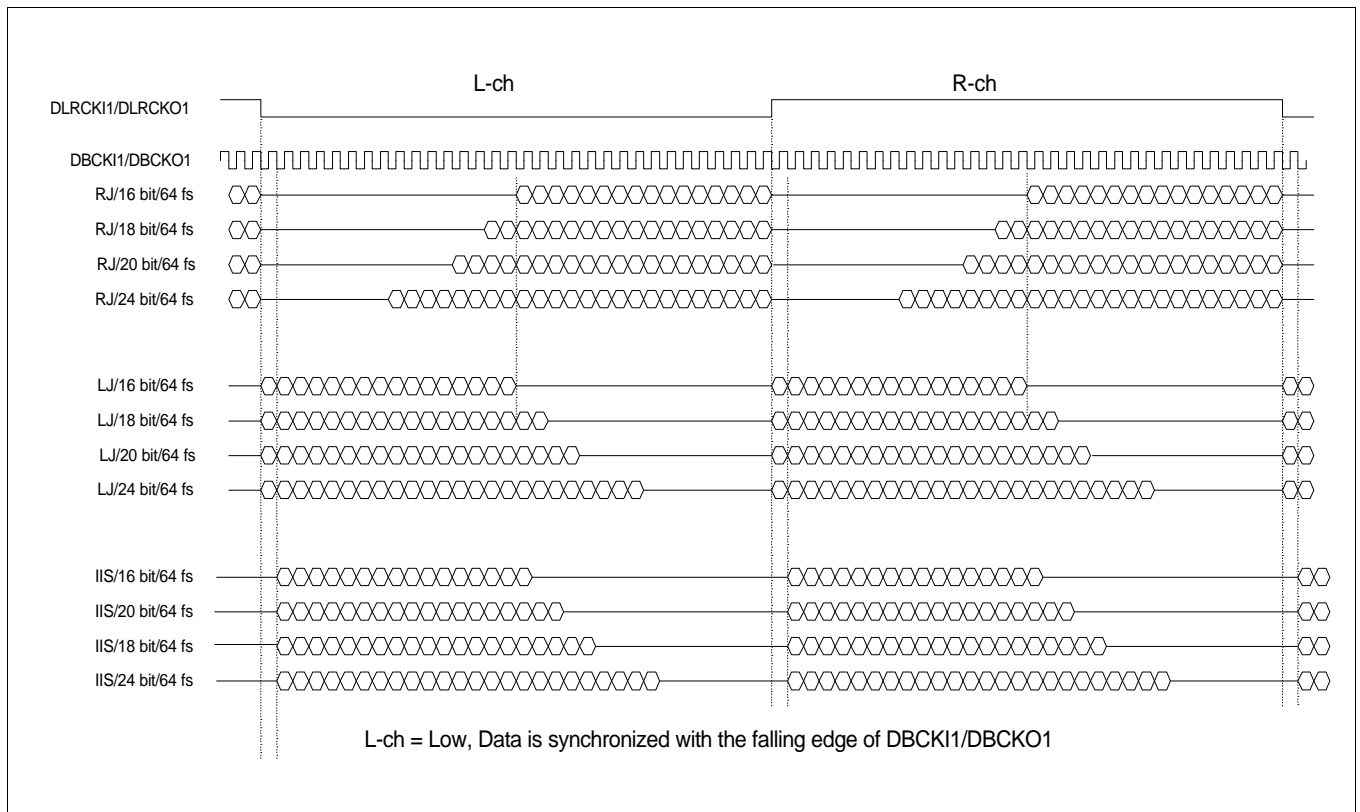 L-ch
R-ch
DLRCKI1/DLRCKO1
DBCKI1/DBCKO1
RJ/16 bit/64 fs
RJ/18 bit/64 fs
RJ/20 bit/64 fs
RJ/24 bit/64 fs
LJ/16 bit/64 fs
LJ/18 bit/64 fs
LJ/20 bit/64 fs
LJ/24 bit/64 fs
IIS/16 bit/64 fs
IIS/20 bit/64 fs
IIS/18 bit/64 fs
IIS/24 bit/64 fs
L-ch = Low, Data is synchronized with the falling edge of DBCKI1/DBCKO1